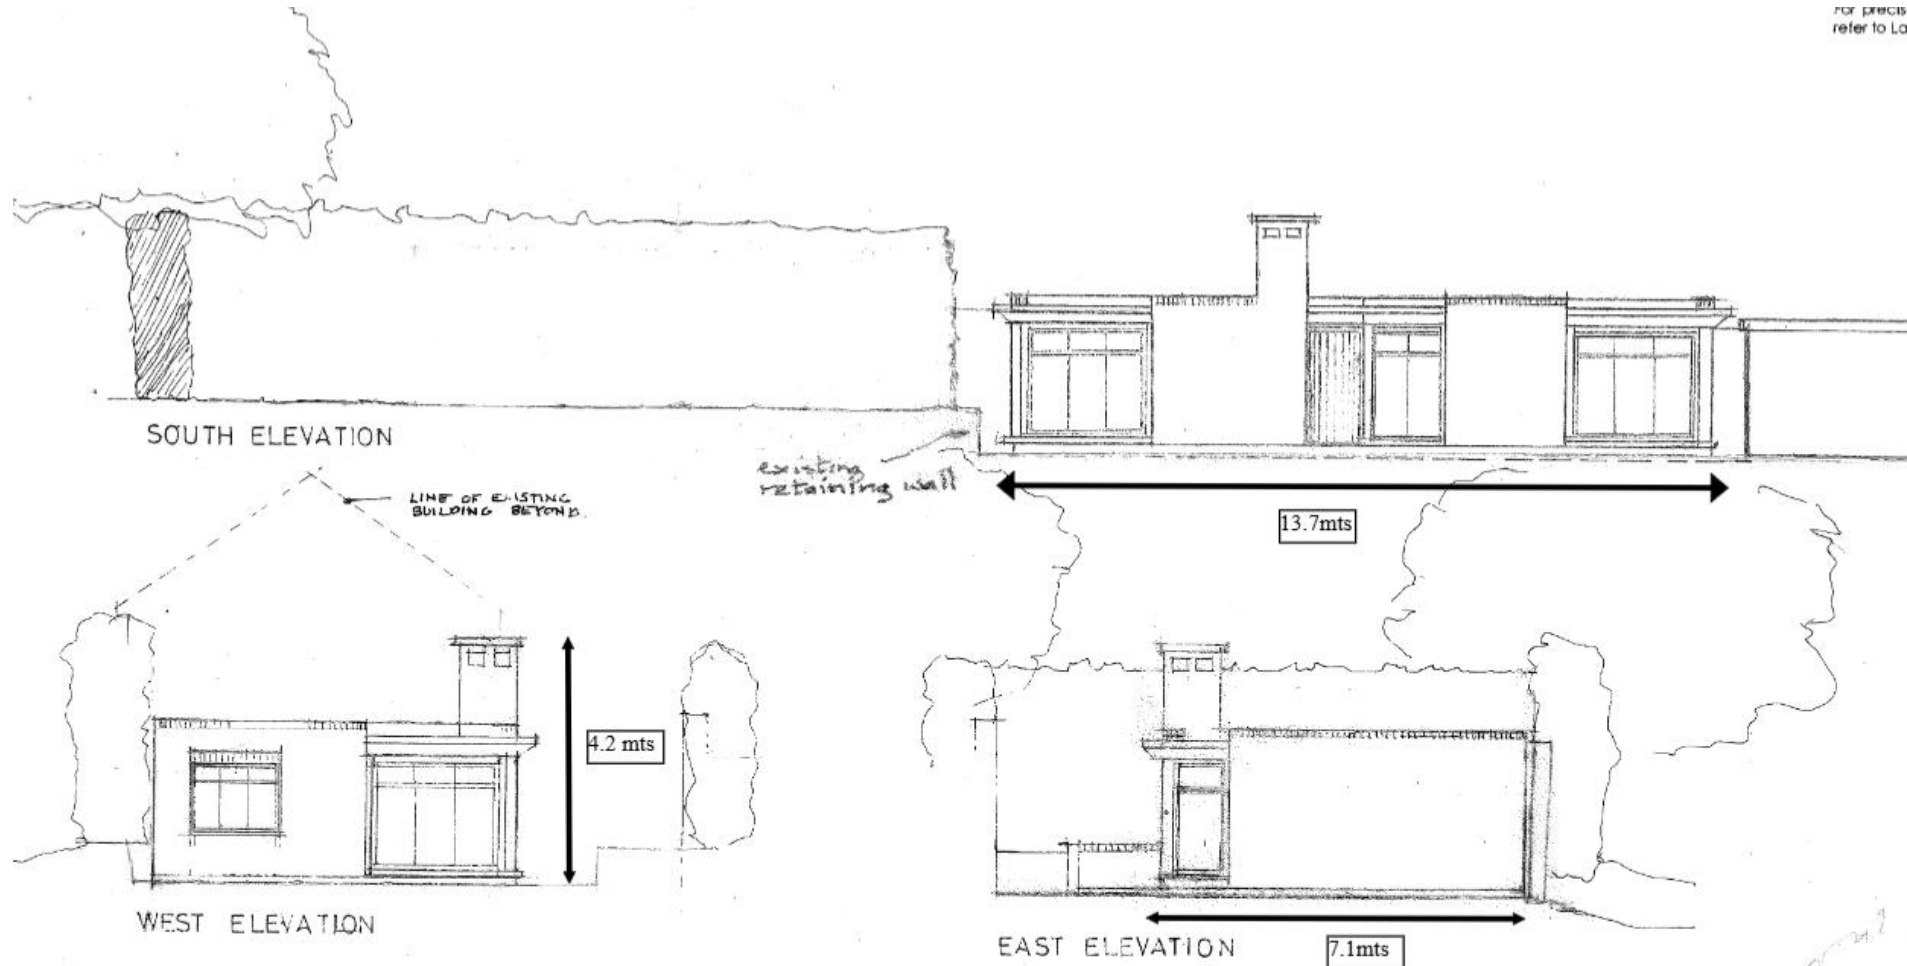 For precis
refer to La
SOUTH ELEVATION
existing
retaining wall
13.7mts
LINE OF EXISTING
BUILDING BEYOND.
4.2 mts
WEST ELEVATION
EAST ELEVATION
7.1mts